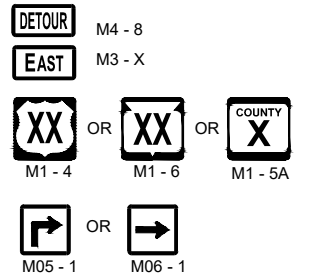 DETOUR M4 - 8
EAST M3 - X
XX OR XX OR COUNTY X
M1 - 4 M1 - 6 M1 - 5A
OR
M05 - 1 M06 - 1